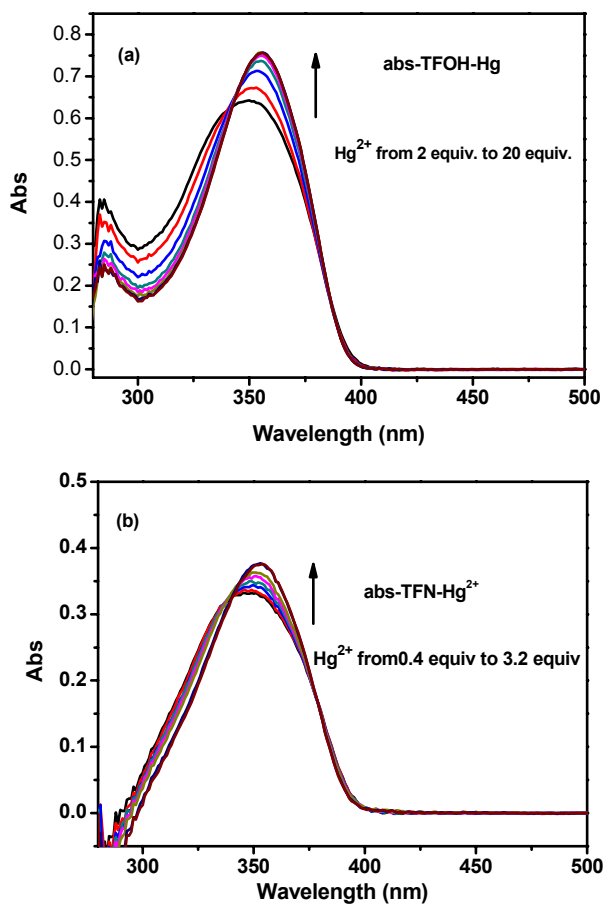 (a)
abs-TFOH-Hg
Hg2+ from 2 equiv. to 20 equiv.
Abs
0.8
0.7
0.6
0.5
0.4
0.3
0.2
0.1
0.0
300 350 400 450 500
Wavelength (nm)
(b)
abs-TFN-Hg2+
Hg2+ from0.4 equiv to 3.2 equiv
Abs
0.5
0.4
0.3
0.2
0.1
0.0
300 350 400 450 500
Wavelength (nm)